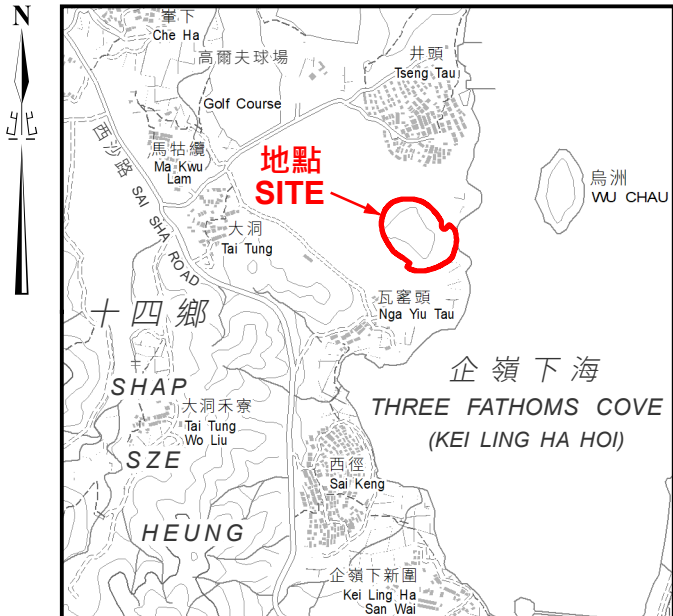 N
北
輋下
Che Ha
高爾夫球場
Golf Course
井頭
Tseng Tau
馬牯纜
Ma Kwu
Lam
地點
SITE
烏洲
WU CHAU
西沙路 SAI SHA ROAD
大洞
Tai Tung
瓦窰頭
Nga Yiu Tau
十四鄉
SHAP
SZE
HEUNG
企嶺下海
THREE FATHOMS COVE
(KEI LING HA HOI)
大洞禾寮
Tai Tung
Wo Liu
西徑
Sai Keng
企嶺下新圍
Kei Ling Ha
San Wai